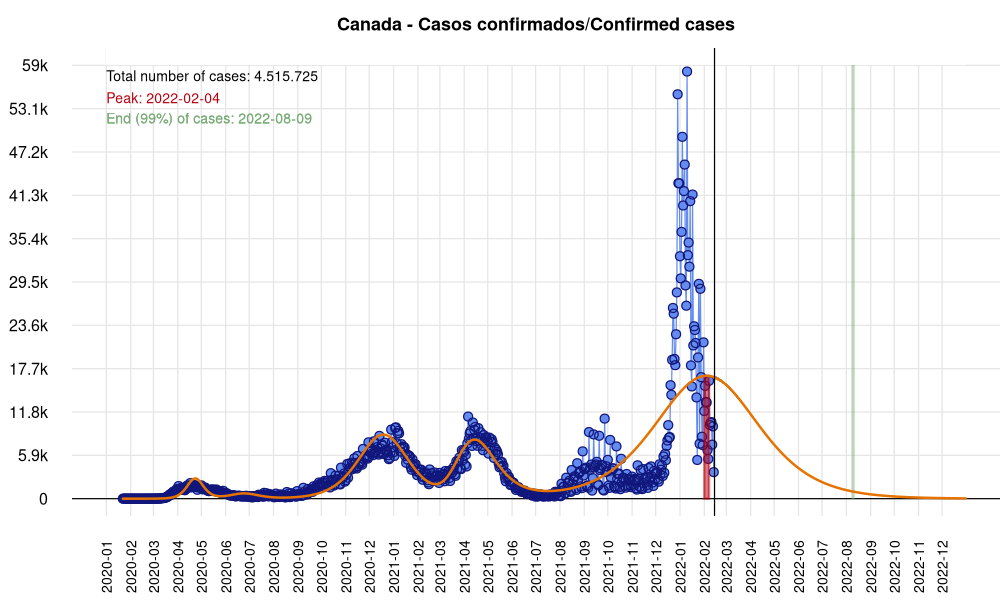 Canada - Casos confirmados/Confirmed cases
59k
Total number of cases: 4.515.725
Peak: 2022-02-04
53.1k
End (99%) of cases: 2022-08-09
47.2k
41.3k
35.4k
29.5k
23.6k
17.7k
11.8k
5.9k
0
2020-01
2020-02
2020-03
2020-04
2020-05
2020-06
2020-07
2020-08
2020-09
2020-10
2020-11
2020-12
2021-01
2021-02
2021-03
2021-04
2021-05
2021-06
2021-07
2021-08
2021-09
2021-10
2021-11
2021-12
2022-01
2022-02
2022-03
2022-04
2022-05
2022-06
2022-07
2022-08
2022-09
2022-10
2022-11
2022-12